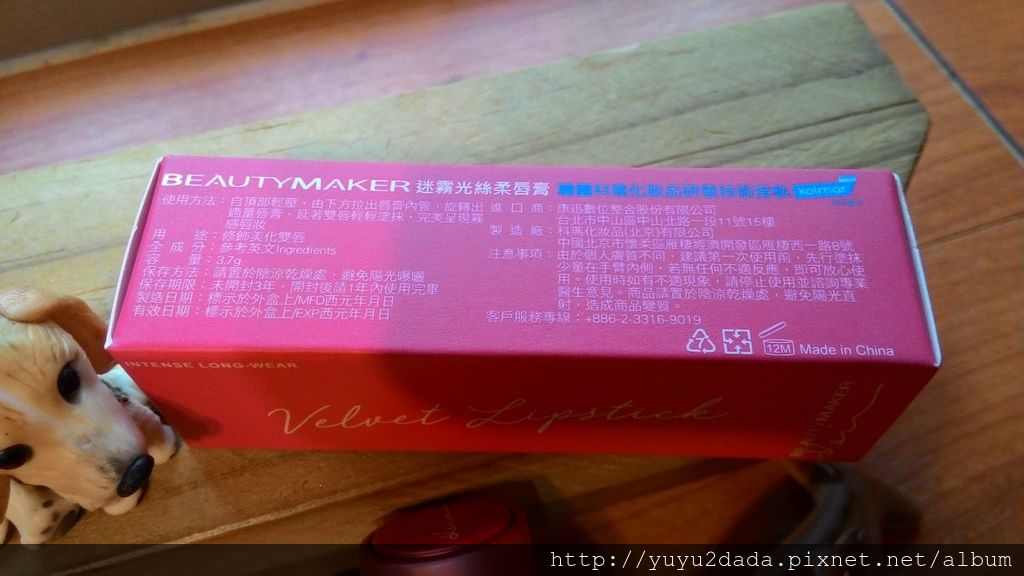 BEAUTYMAKER 迷霧光絲柔唇膏 韓國科瑪化妝品研發技術移轉 kolmar
使用方法：自頂部輕壓，由下方拉出唇膏內管，旋轉出
適量唇膏，延著雙唇輕輕塗抹，完美呈現霧
感唇妝
用 途：修飾美化雙唇
全 成 分：參考英文Ingredients
容 量：3.7g
保存方法：請置於陰涼乾燥處，避免陽光曝曬
保存期限：未開封3年，開封後請1年內使用完畢
製造日期：標示於外盒上/MFD西元年月日
有效日期：標示於外盒上/EXP西元年月日
進 口 商：康迅數位整合股份有限公司
台北市中山區中山北路一段11號15樓
製 造 廠：科瑪化妝品(北京)有限公司
中國北京市懷柔區雁棲經濟開發區雁棲西一路8號
注意事項：由於個人膚質不同，建議第一次使用前，先行塗抹
少量在手臂內側，若無任何不適反應，即可放心使
用。使用時如有不適現象，請停止使用並諮詢專業
醫生意見。商品請置於陰涼乾燥處，避免陽光直
射，造成商品變質。
客戶服務專線：+886-2-3316-9019
7 12M Made in China
INTENSE LONG-WEAR
Velvet Lipstick
BEAUTYMAKER
http://yuyu2dada.pixnet.net/album